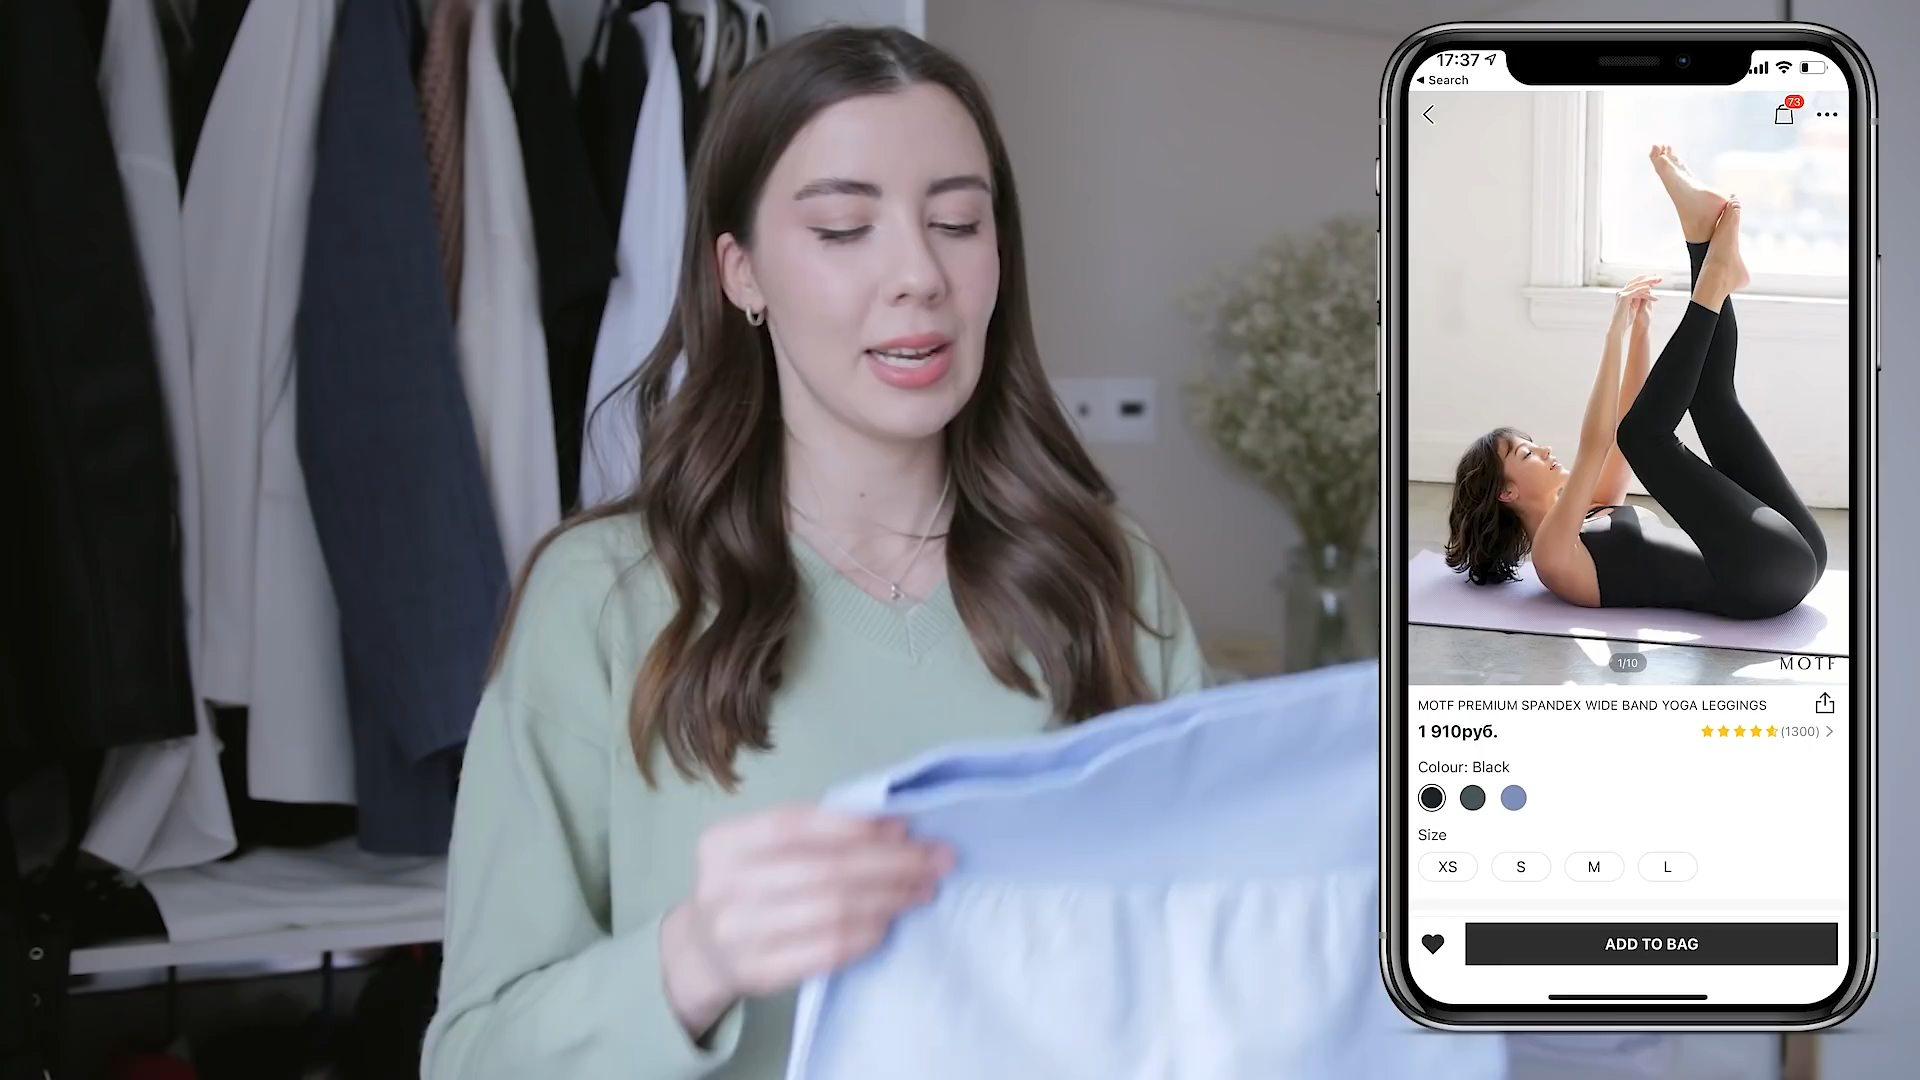 17:37
◂ Search
73
1/10
MOTF
MOTF PREMIUM SPANDEX WIDE BAND YOGA LEGGINGS
1 910руб.
(1300)
Colour: Black
Size
XS S M L
ADD TO BAG